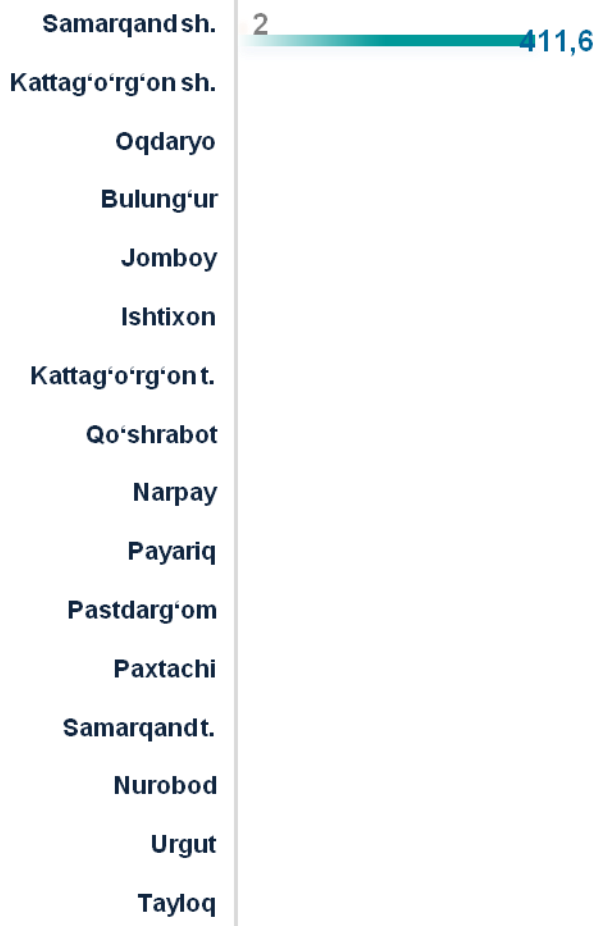 Samarqand sh. 2
411,6
Kattag‘o‘rg‘on sh.
Oqdaryo
Bulung‘ur
Jomboy
Ishtixon
Kattag‘o‘rg‘on t.
Qo‘shrabot
Narpay
Payariq
Pastdarg‘om
Paxtachi
Samarqand t.
Nurobod
Urgut
Tayloq